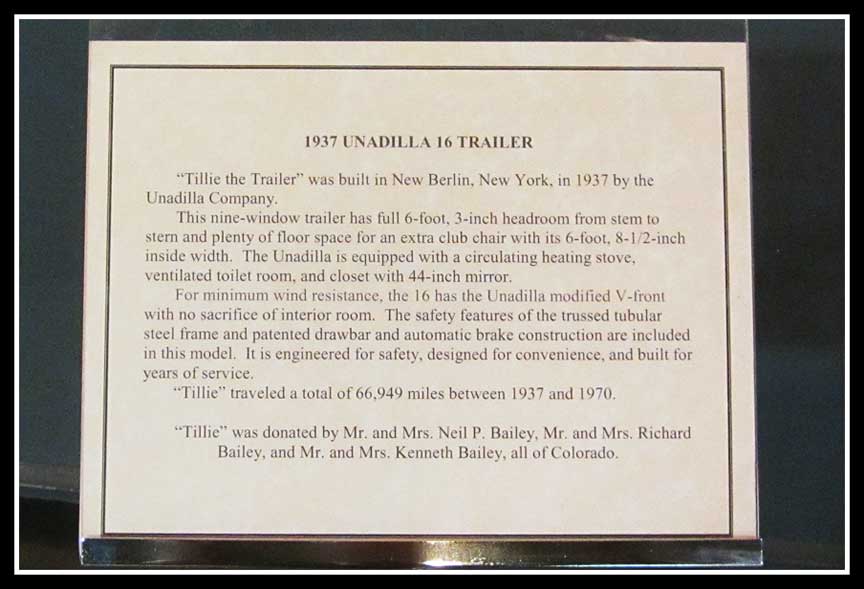 1937 UNADILLA 16 TRAILER
“Tillie the Trailer” was built in New Berlin, New York, in 1937 by the
Unadilla Company.
This nine-window trailer has full 6-foot, 3-inch headroom from stem to
stern and plenty of floor space for an extra club chair with its 6-foot, 8-1/2-inch
inside width. The Unadilla is equipped with a circulating heating stove,
ventilated toilet room, and closet with 44-inch mirror.
For minimum wind resistance, the 16 has the Unadilla modified V-front
with no sacrifice of interior room. The safety features of the trussed tubular
steel frame and patented drawbar and automatic brake construction are included
in this model. It is engineered for safety, designed for convenience, and built for
years of service.
“Tillie” traveled a total of 66,949 miles between 1937 and 1970.
“Tillie” was donated by Mr. and Mrs. Neil P. Bailey, Mr. and Mrs. Richard
Bailey, and Mr. and Mrs. Kenneth Bailey, all of Colorado.